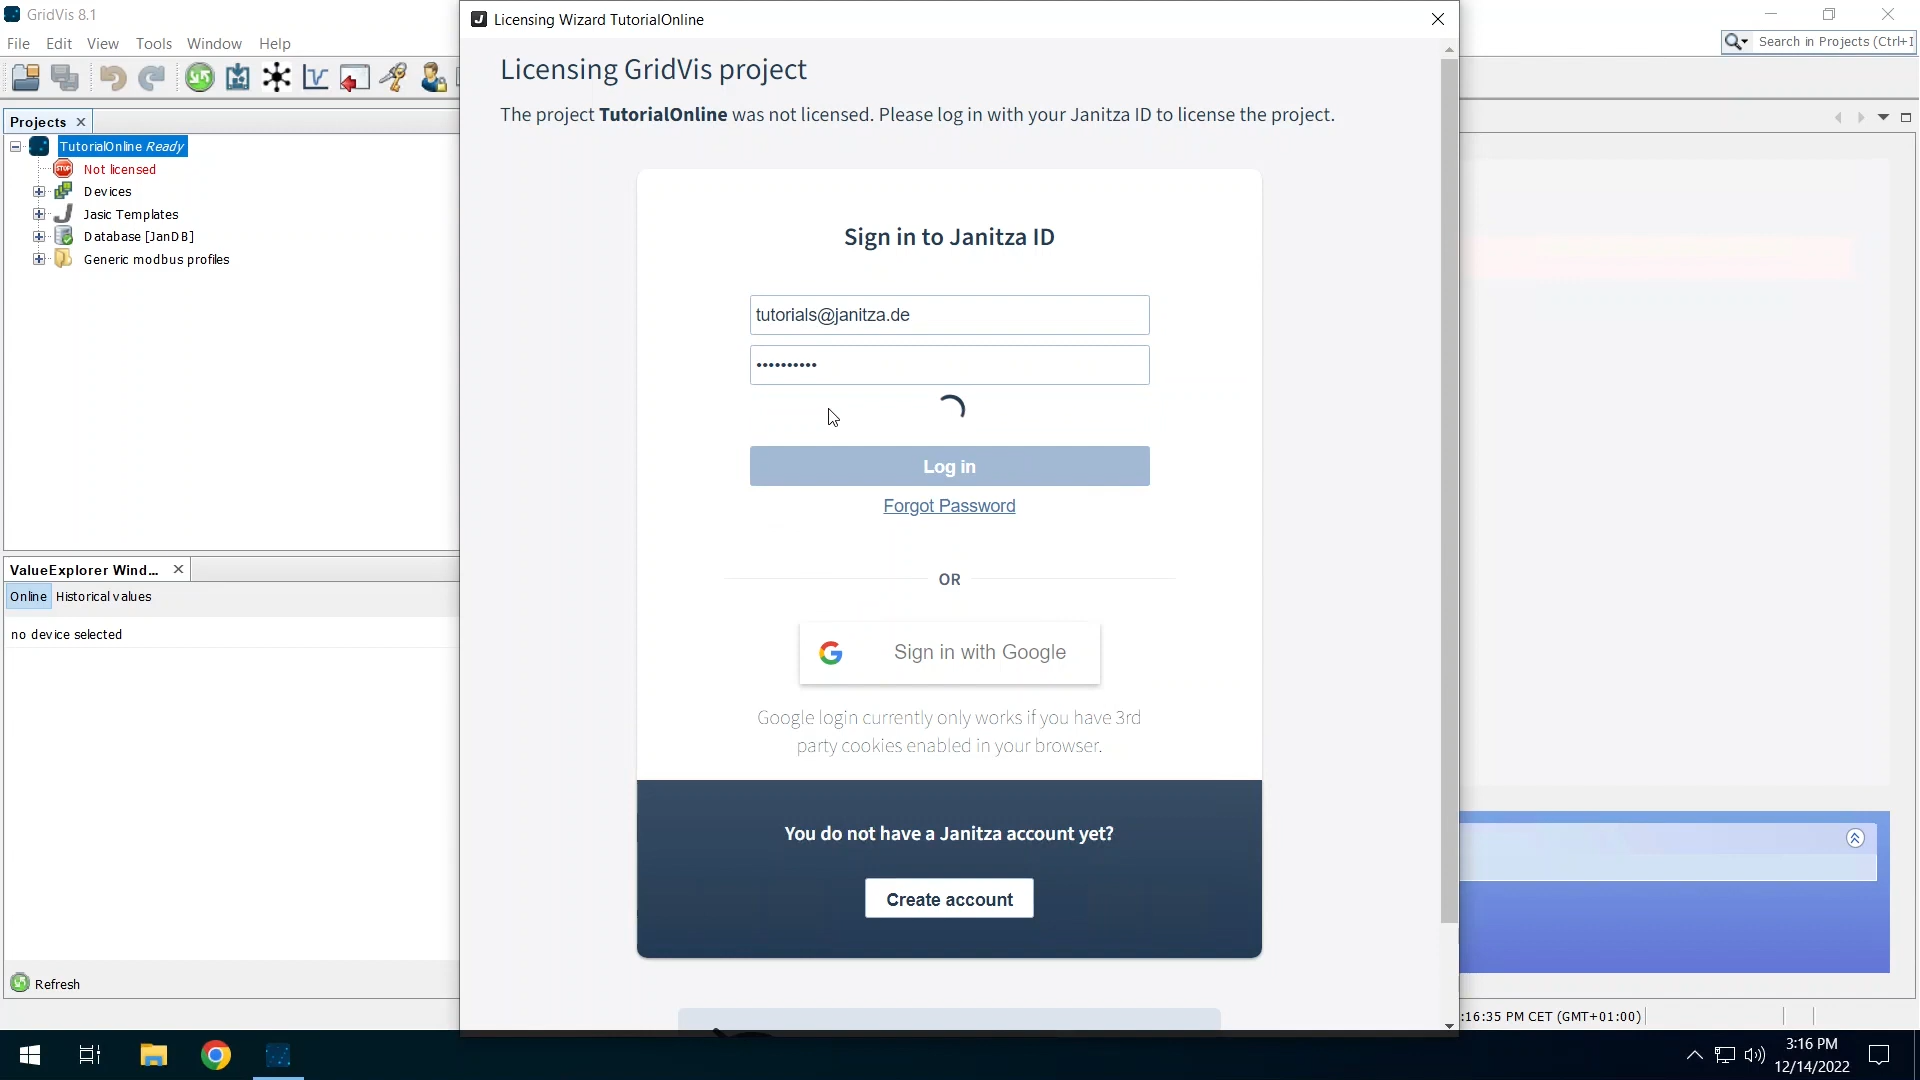 GridVis 8.1
File Edit View Tools Window Help
Search in Projects (Ctrl+I
Projects
TutorialOnline Ready
Not licensed
Devices
Jasic Templates
Database [JanDB]
Generic modbus profiles
ValueExplorer Wind...
Online Historical values
no device selected
Refresh
Licensing Wizard TutorialOnline
Licensing GridVis project
The project TutorialOnline was not licensed. Please log in with your Janitza ID to license the project.
Sign in to Janitza ID
tutorials@janitza.de
••••••••••
Log in
Forgot Password
OR
Sign in with Google
Google login currently only works if you have 3rd
party cookies enabled in your browser.
You do not have a Janitza account yet?
Create account
:16:35 PM CET (GMT+01:00)
3:16 PM
12/14/2022